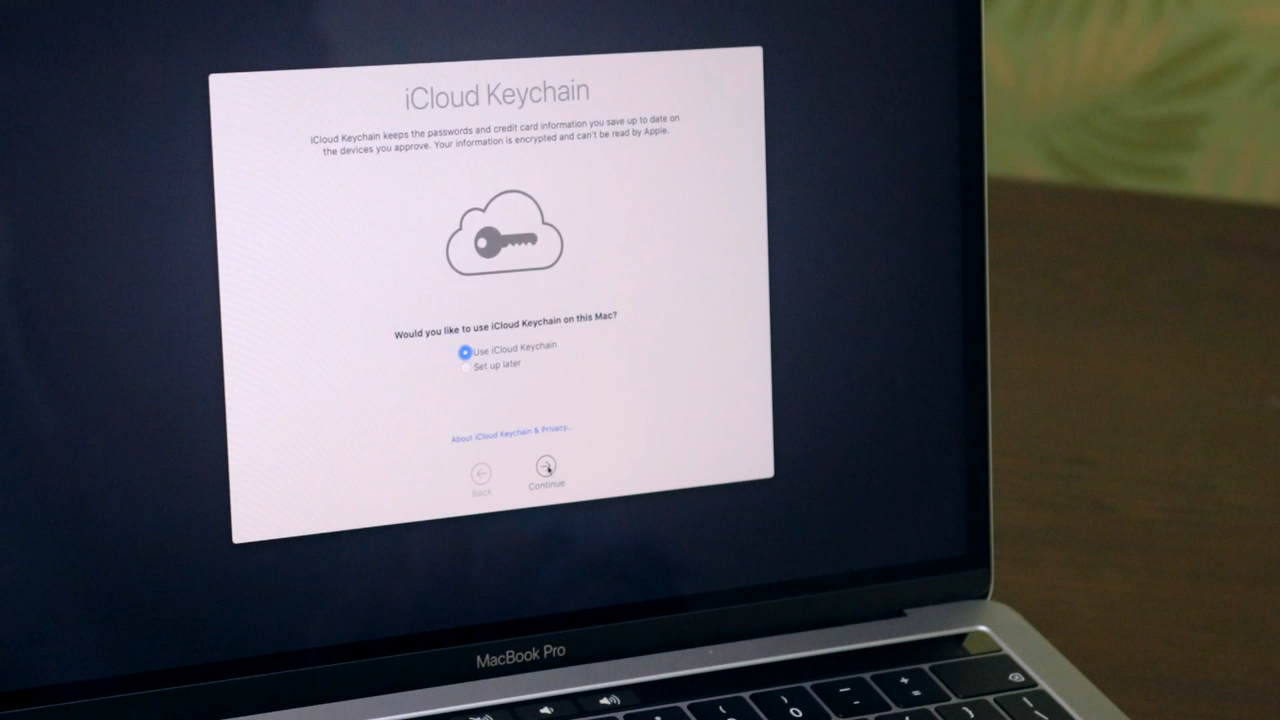 iCloud Keychain
iCloud Keychain keeps the passwords and credit card information you save up to date on
the devices you approve. Your information is encrypted and can't be read by Apple.
Would you like to use iCloud Keychain on this Mac?
Use iCloud Keychain
Set up later
About iCloud Keychain & Privacy...
Back
Continue
MacBook Pro